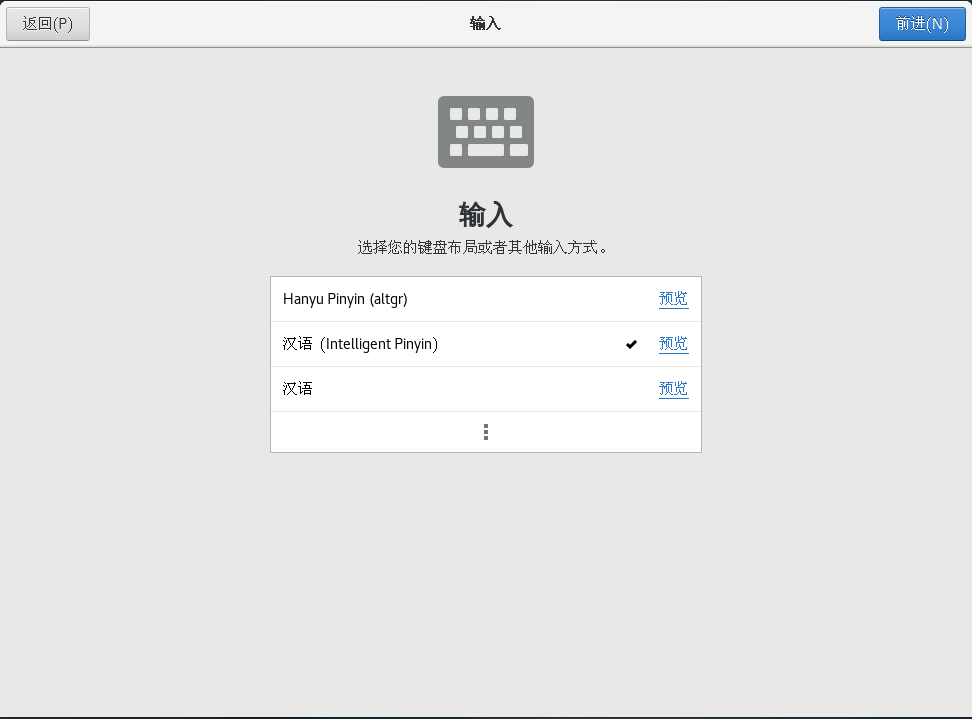 返回(P)
输入
前进(N)
输入
选择您的键盘布局或者其他输入方式。
Hanyu Pinyin (altgr)
预览
汉语 (Intelligent Pinyin)
预览
汉语
预览